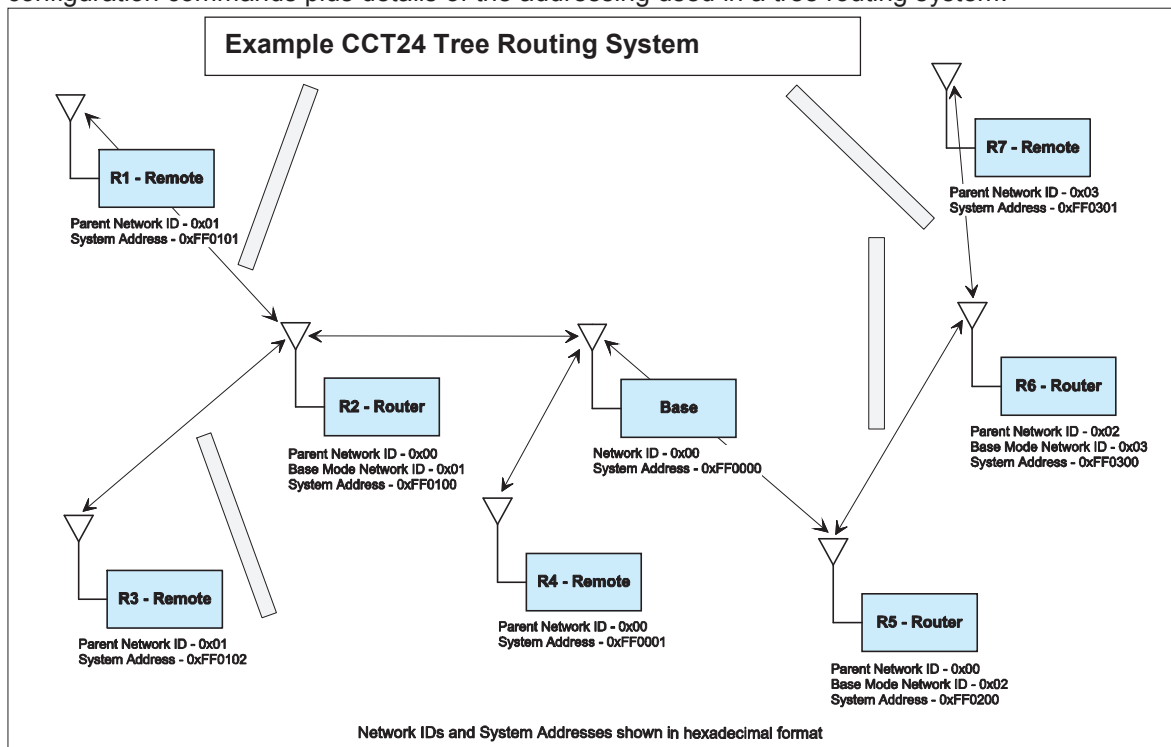 configuration commands plus details of the addressing used in a tree routing system.
Example CCT24 Tree Routing System
R1 - Remote
Parent Network ID - 0x01
System Address - 0xFF0101
R7 - Remote
Parent Network ID - 0x03
System Address - 0xFF0301
R2 - Router
Parent Network ID - 0x00
Base Mode Network ID - 0x01
System Address - 0xFF0100
Base
Network ID - 0x00
System Address - 0xFF0000
R6 - Router
Parent Network ID - 0x02
Base Mode Network ID - 0x03
System Address - 0xFF0300
R3 - Remote
Parent Network ID - 0x01
System Address - 0xFF0102
R4 - Remote
Parent Network ID - 0x00
System Address - 0xFF0001
R5 - Router
Parent Network ID - 0x00
Base Mode Network ID - 0x02
System Address - 0xFF0200
Network IDs and System Addresses shown in hexadecimal format